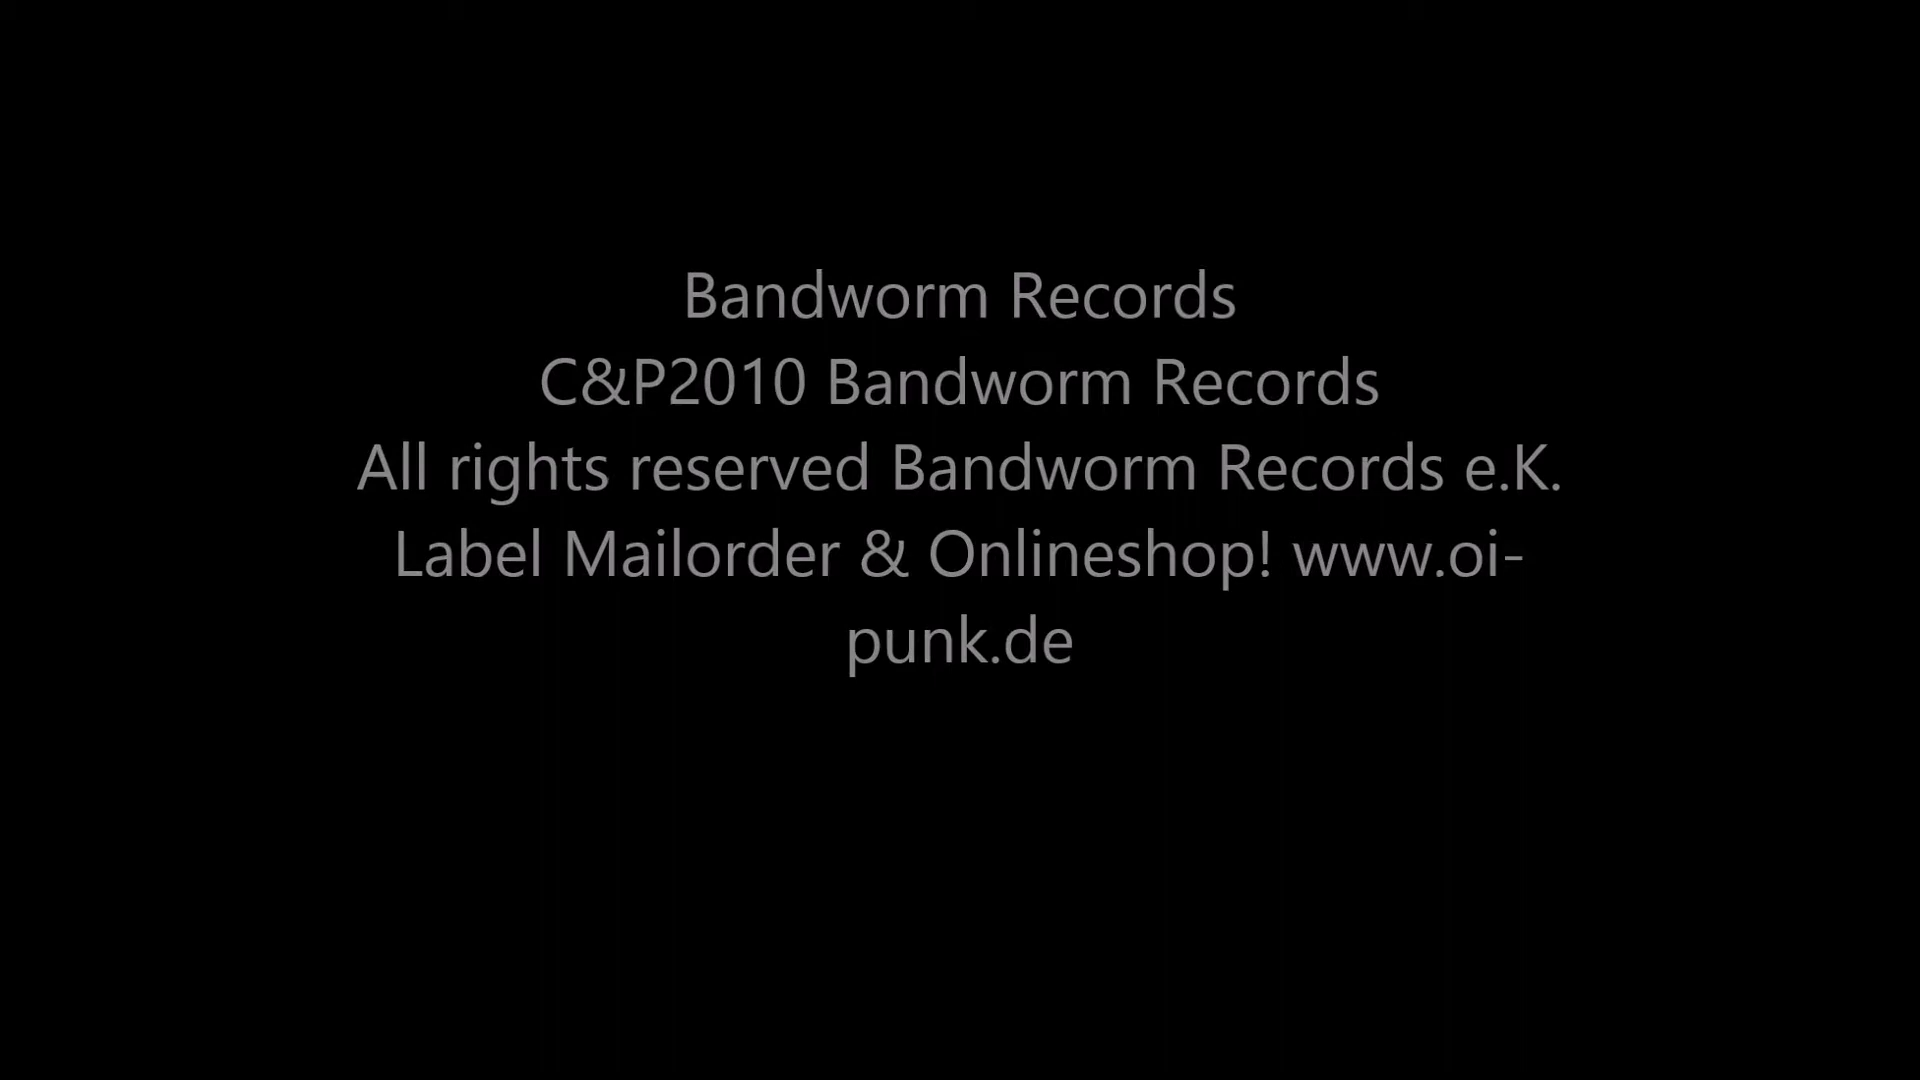 Bandworm Records
C&P2010 Bandworm Records
All rights reserved Bandworm Records e.K.
Label Mailorder & Onlineshop! www.oi-
punk.de